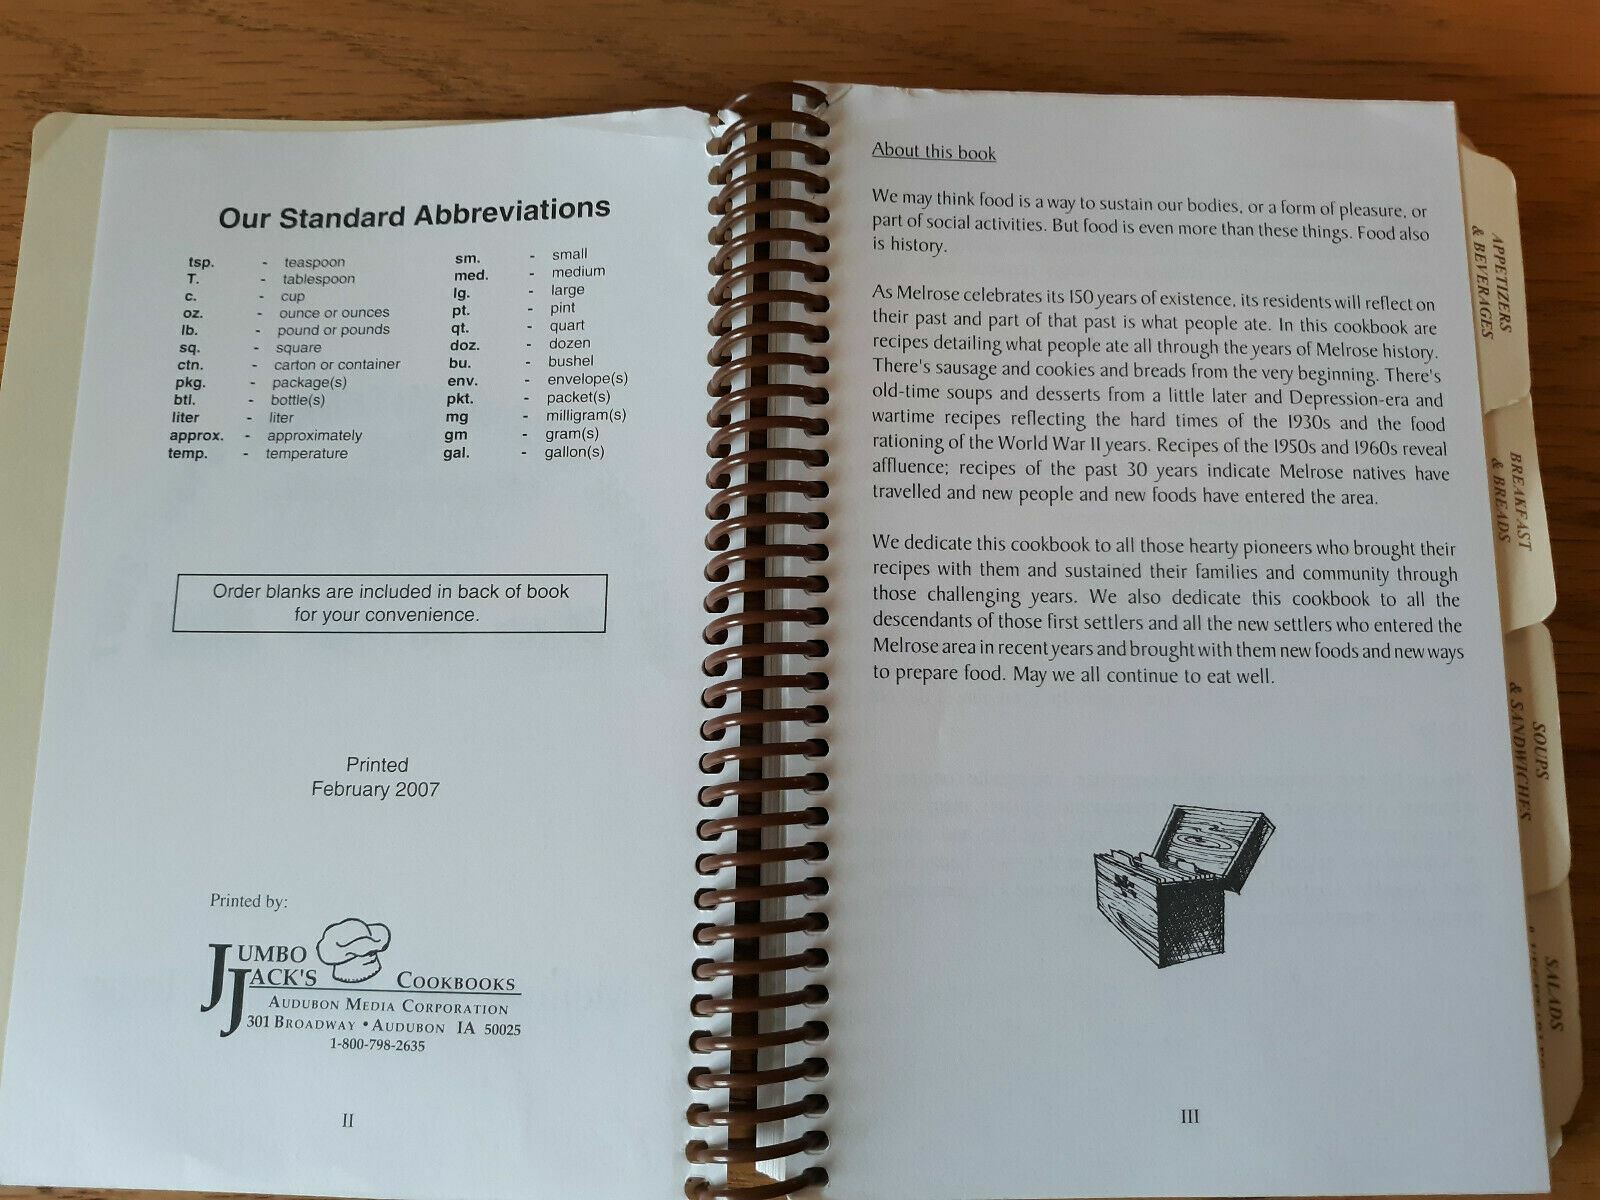 Our Standard Abbreviations
tsp. - teaspoon
T. - tablespoon
c. - cup
oz. - ounce or ounces
lb. - pound or pounds
sq. - square
ctn. - carton or container
pkg. - package(s)
btl. - bottle(s)
liter - liter
approx. - approximately
temp. - temperature
sm. - small
med. - medium
lg. - large
pt. - pint
qt. - quart
doz. - dozen
bu. - bushel
env. - envelope(s)
pkt. - packet(s)
mg - milligram(s)
gm - gram(s)
gal. - gallon(s)
Order blanks are included in back of book
for your convenience.
Printed
February 2007
Printed by:
JUMBO
JACK'S COOKBOOKS
AUDUBON MEDIA CORPORATION
301 BROADWAY • AUDUBON IA 50025
1-800-798-2635
II
About this book
We may think food is a way to sustain our bodies, or a form of pleasure, or
part of social activities. But food is even more than these things. Food also
is history.
As Melrose celebrates its 150 years of existence, its residents will reflect on
their past and part of that past is what people ate. In this cookbook are
recipes detailing what people ate all through the years of Melrose history.
There's sausage and cookies and breads from the very beginning. There's
old-time soups and desserts from a little later and Depression-era and
wartime recipes reflecting the hard times of the 1930s and the food
rationing of the World War II years. Recipes of the 1950s and 1960s reveal
affluence; recipes of the past 30 years indicate Melrose natives have
travelled and new people and new foods have entered the area.
We dedicate this cookbook to all those hearty pioneers who brought their
recipes with them and sustained their families and community through
those challenging years. We also dedicate this cookbook to all the
descendants of those first settlers and all the new settlers who entered the
Melrose area in recent years and brought with them new foods and new ways
to prepare food. May we all continue to eat well.
III
APPETIZERS
& BEVERAGES
BREAKFAST
& BREADS
SOUPS
& SANDWICHES
SALADS